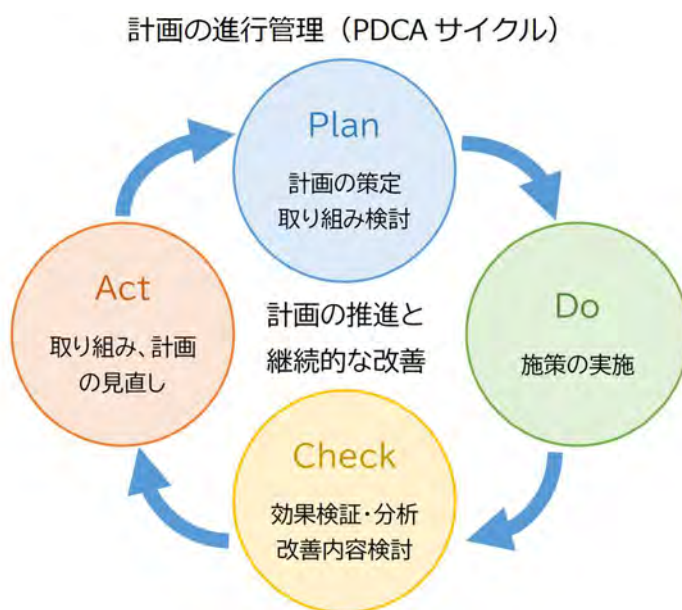 計画の進行管理（PDCA サイクル）
Plan
計画の策定
取り組み検討
Do
施策の実施
Check
効果検証・分析
改善内容検討
Act
取り組み、計画
の見直し
計画の推進と
継続的な改善